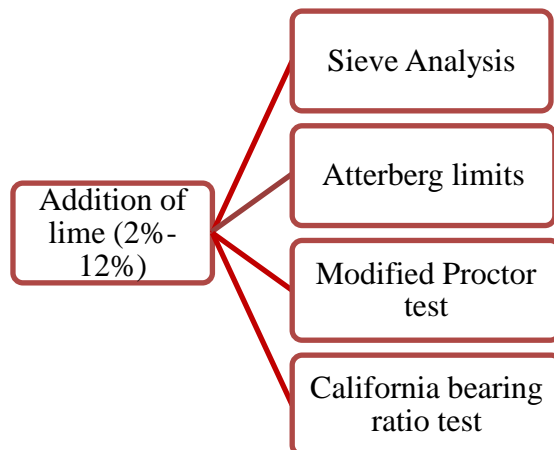 Sieve Analysis
Atterberg limits
Addition of
lime (2%-
12%)
Modified Proctor
test
California bearing
ratio test